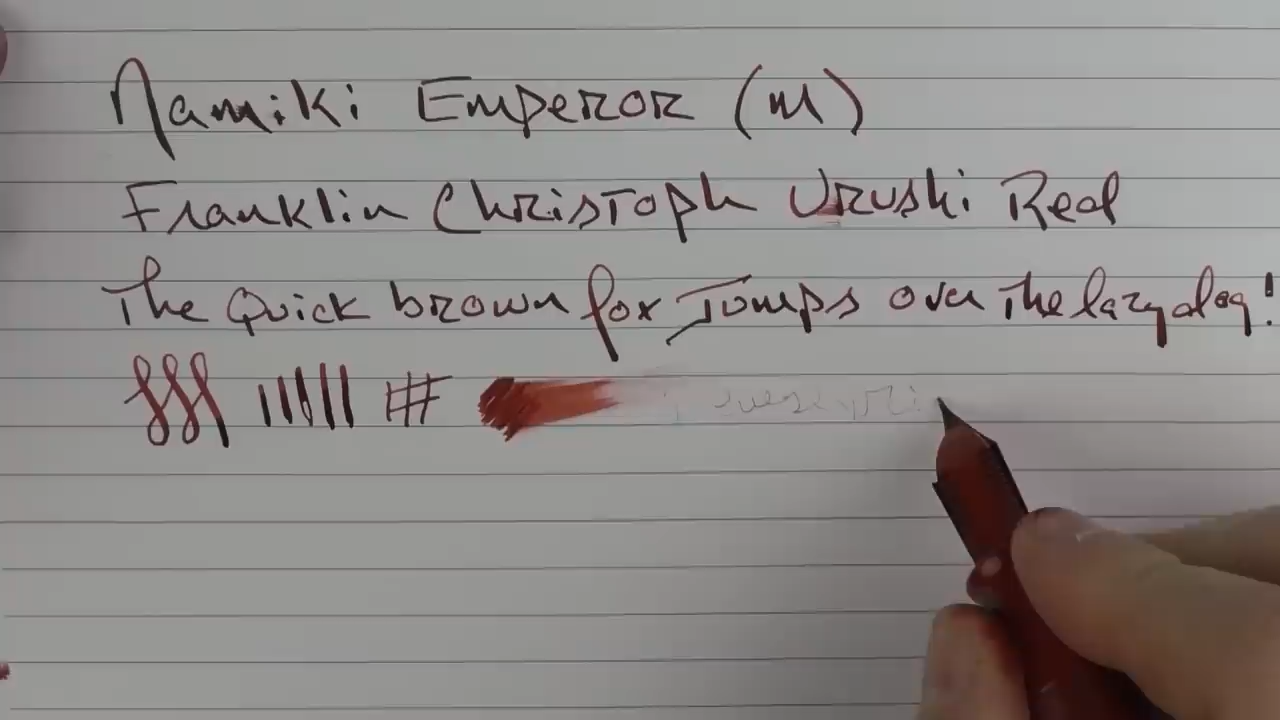 Namiki Emperor (M)
Franklin Christoph Urushi Red
The Quick brown fox Jumps over The lazy dog!